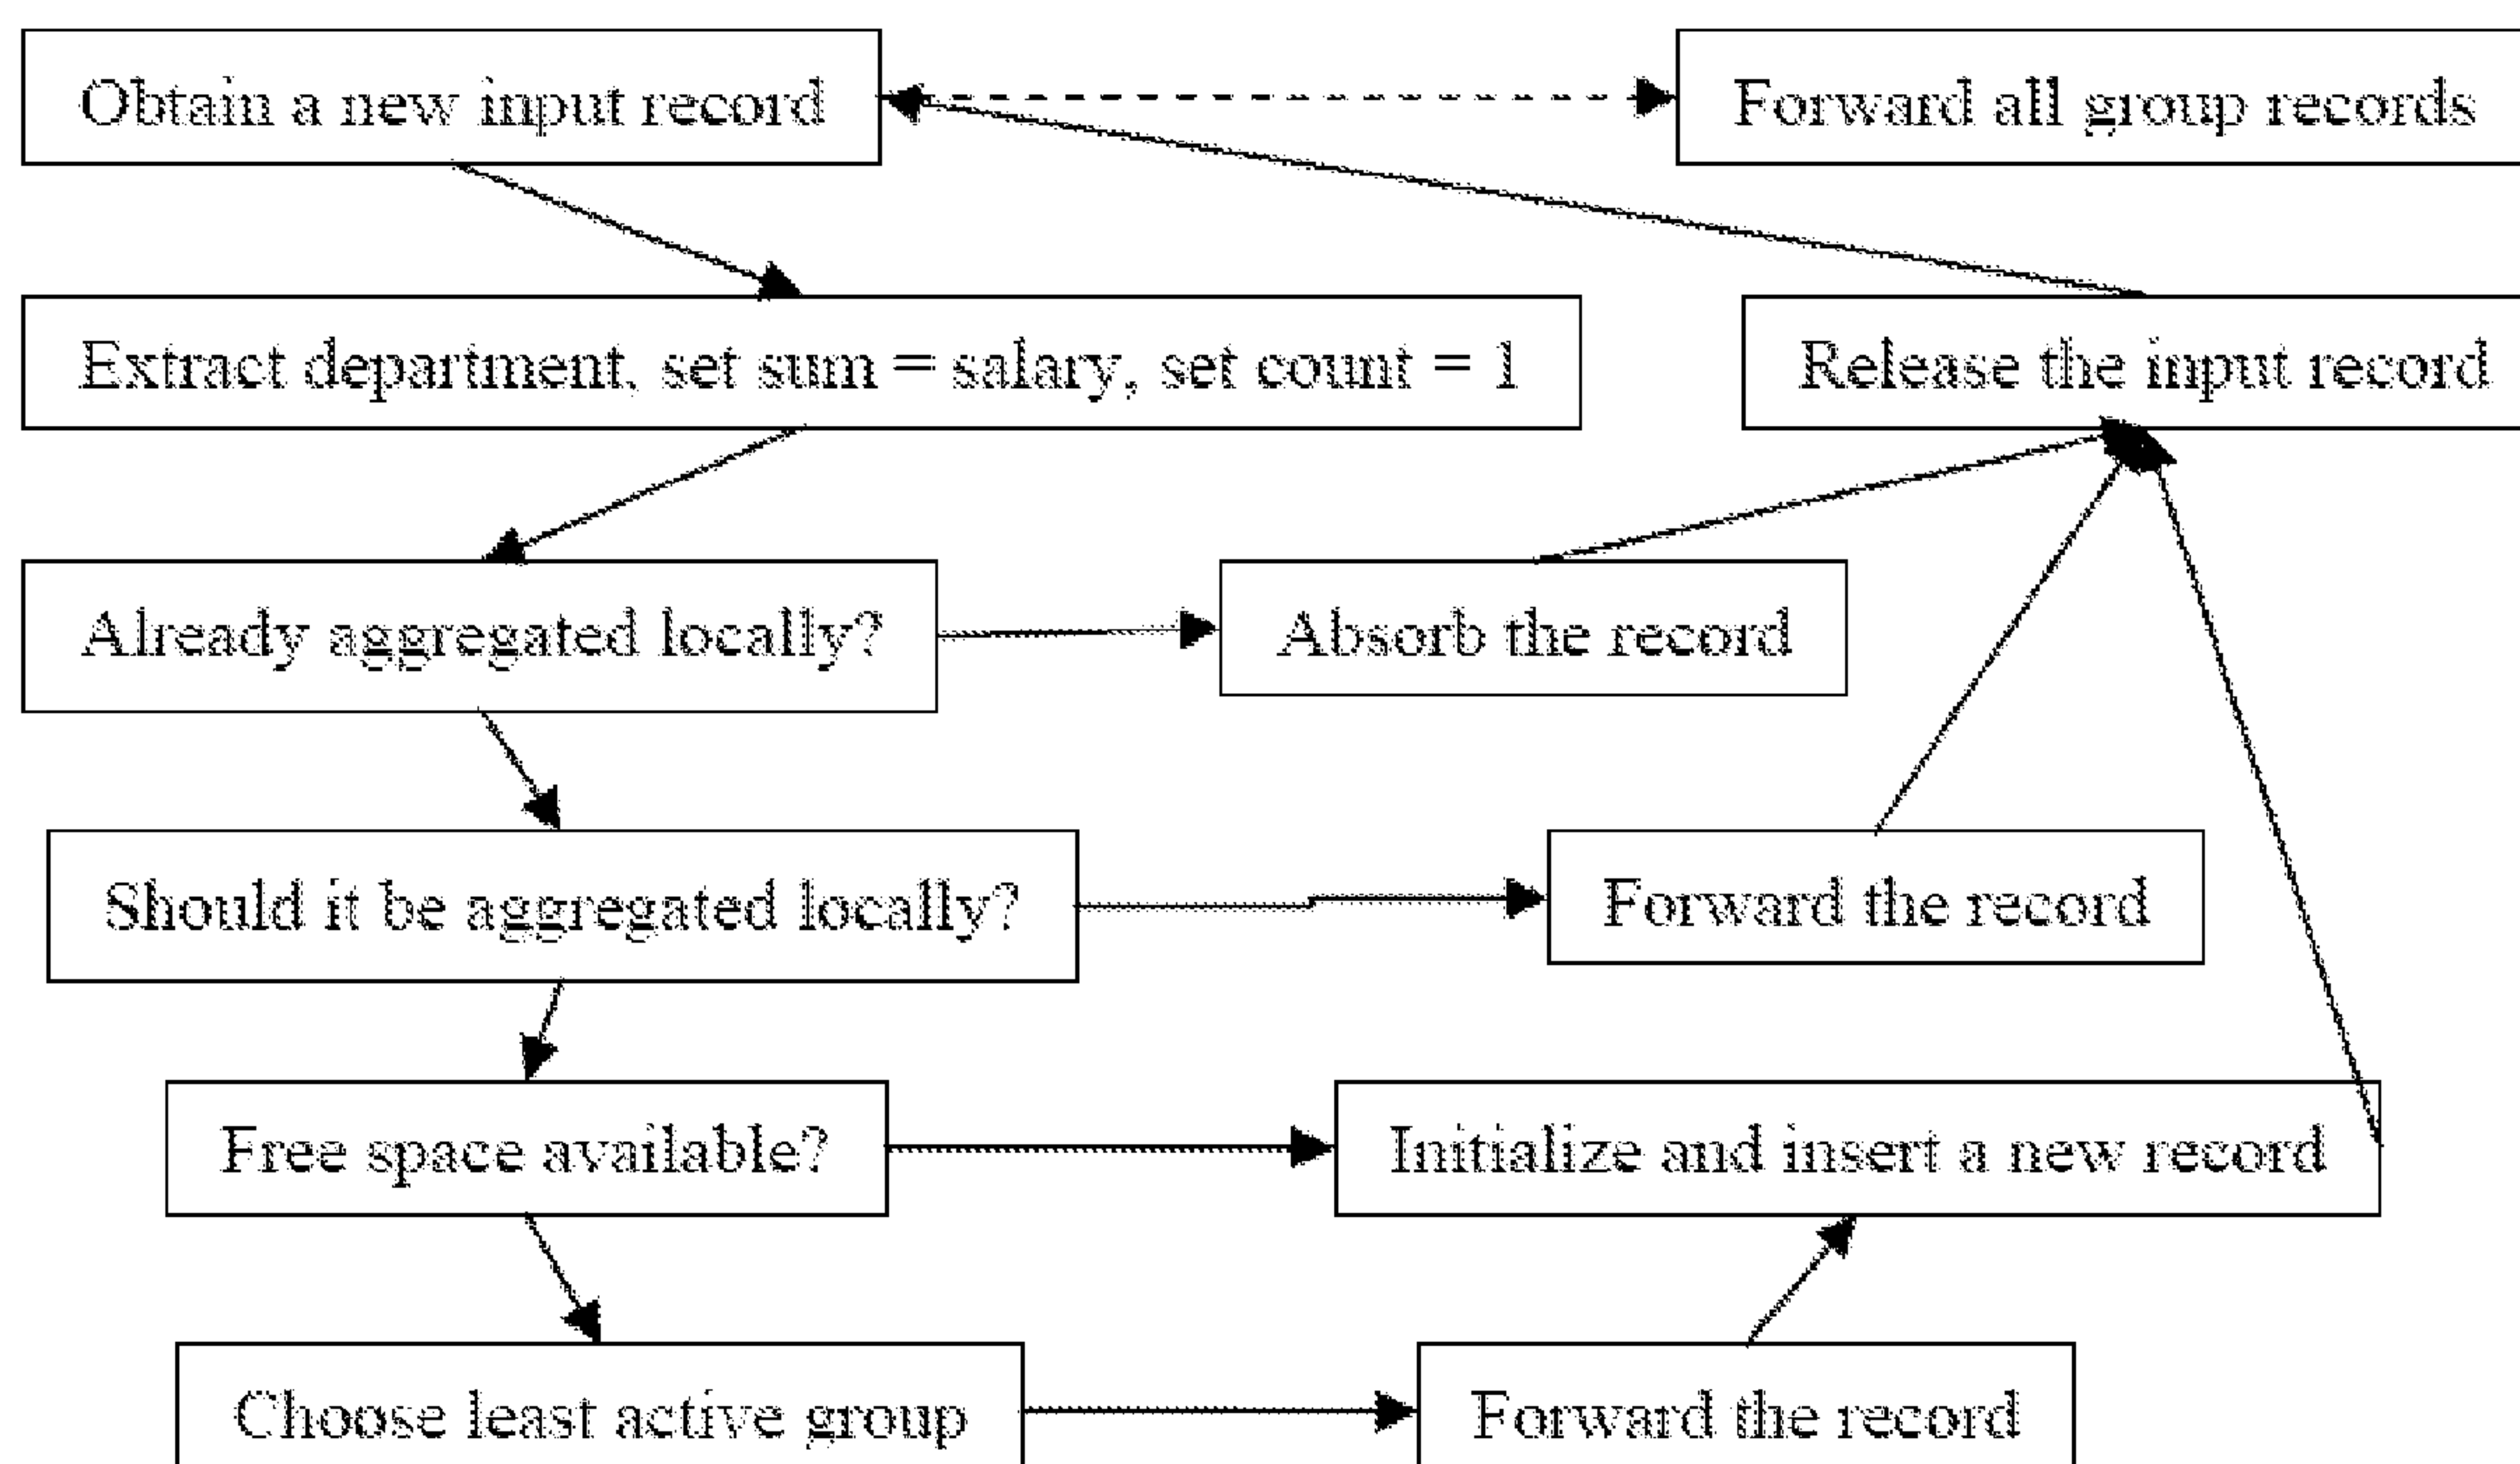 Obtain a new input record
Forward all group records
Extract department, set sum = salary, set count = 1
Release the input record
Already aggregated locally?
Absorb the record
Should it be aggregated locally?
Forward the record
Free space available?
Initialize and insert a new record
Choose least active group
Forward the record